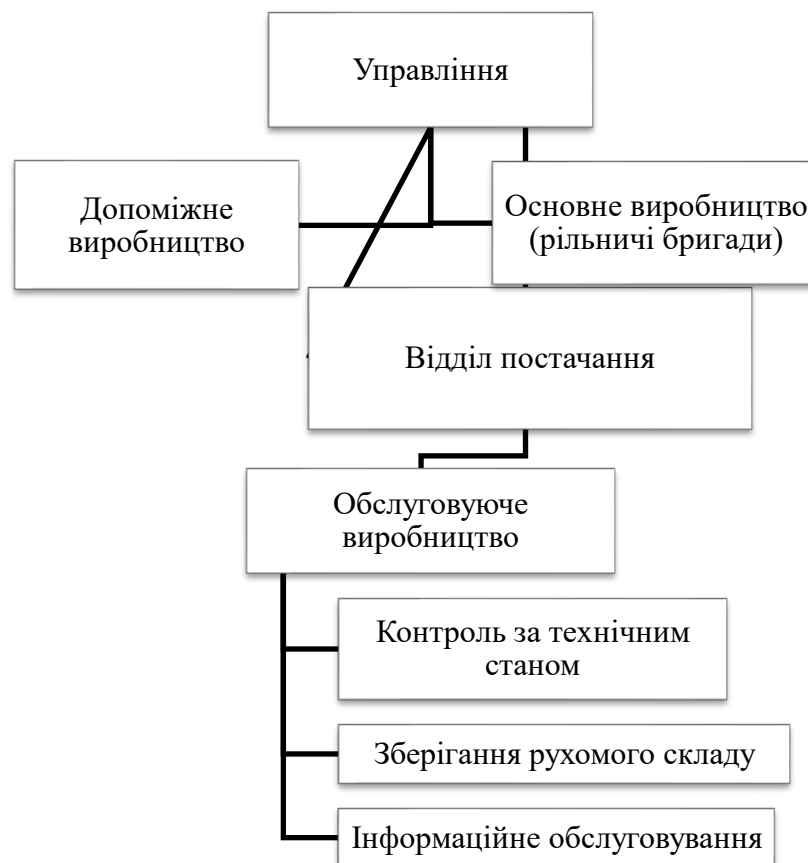 Управління
Допоміжне
виробництво
Основне виробництво
(рільничі бригади)
Відділ постачання
Обслуговуюче
виробництво
Контроль за технічним
станом
Зберігання рухомого складу
Інформаційне обслуговування